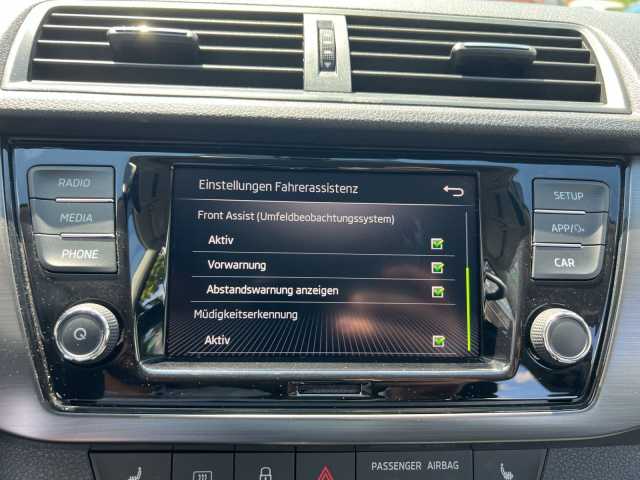 Einstellungen Fahrerassistenz
Front Assist (Umfeldbeobachtungssystem)
Aktiv
Vorwarnung
Abstandswarnung anzeigen
Müdigkeitserkennung
Aktiv
RADIO
MEDIA
PHONE
SETUP
APP/
CAR
PASSENGER AIRBAG